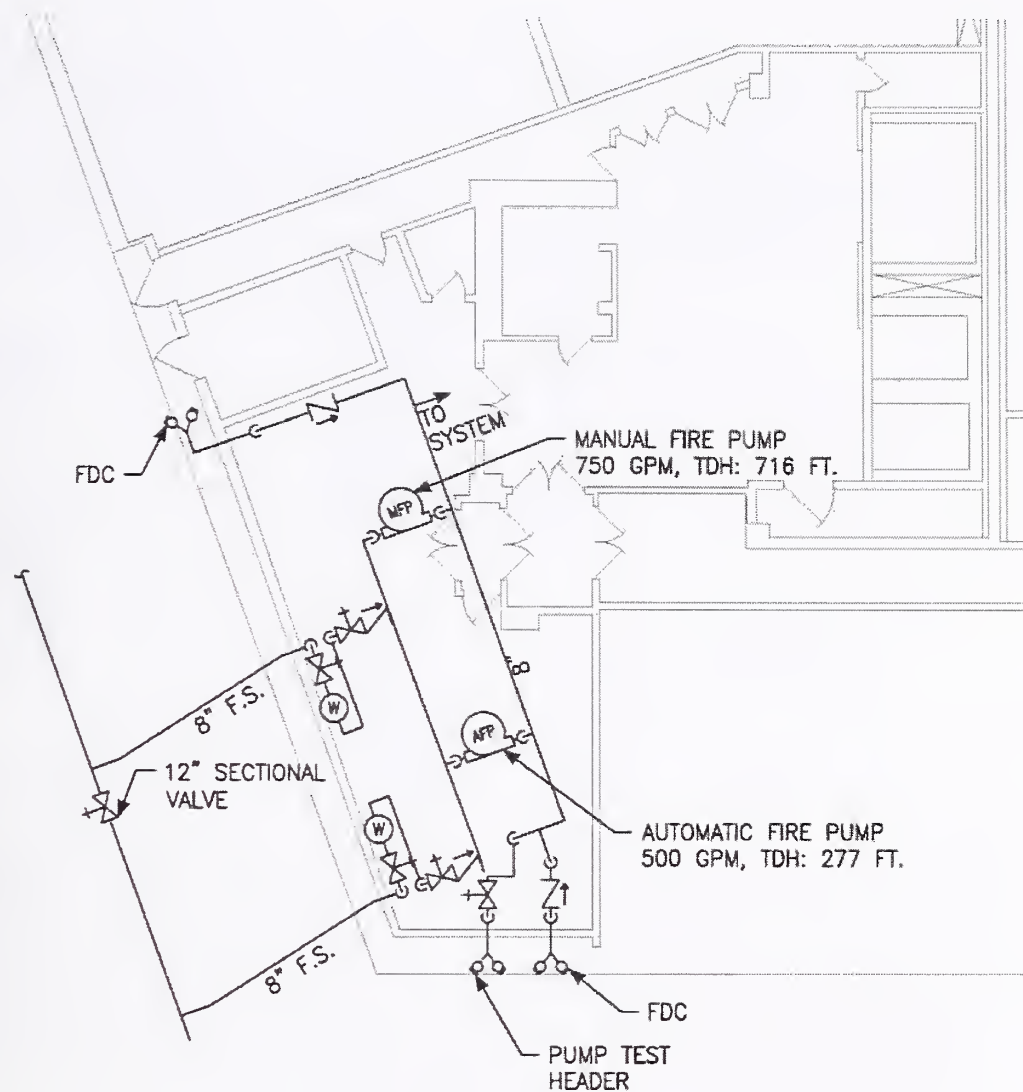 TO
SYSTEM
FDC
MANUAL FIRE PUMP
750 GPM, TDH: 716 FT.
MFP
8" F.S.
W
8
AFP
12" SECTIONAL
VALVE
W
AUTOMATIC FIRE PUMP
500 GPM, TDH: 277 FT.
8" F.S.
FDC
PUMP TEST
HEADER